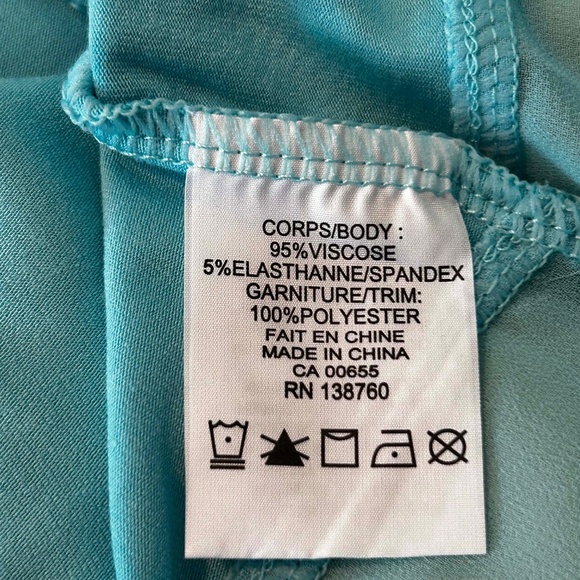 CORPS/BODY :
95%VISCOSE
5%ELASTHANNE/SPANDEX
GARNITURE/TRIM:
100%POLYESTER
FAIT EN CHINE
MADE IN CHINA
CA 00655
RN 138760